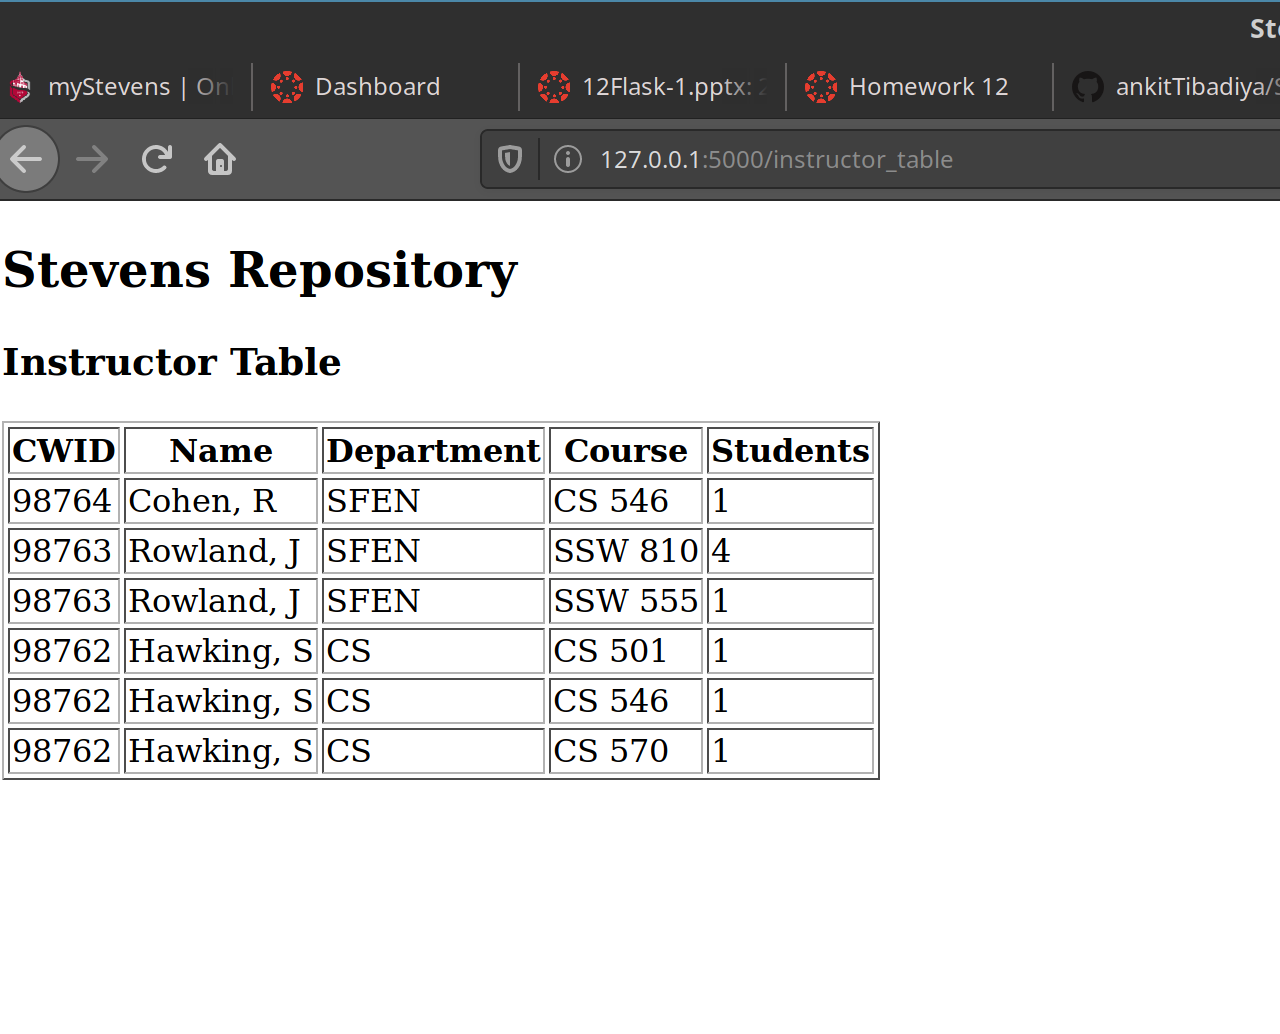 Ste
myStevens | On
Dashboard
12Flask-1.pptx: 2
Homework 12
ankitTibadiya/S
127.0.0.1:5000/instructor_table
Stevens Repository
Instructor Table
CWID Name Department Course Students
98764 Cohen, R SFEN CS 546 1
98763 Rowland, J SFEN SSW 810 4
98763 Rowland, J SFEN SSW 555 1
98762 Hawking, S CS CS 501 1
98762 Hawking, S CS CS 546 1
98762 Hawking, S CS CS 570 1